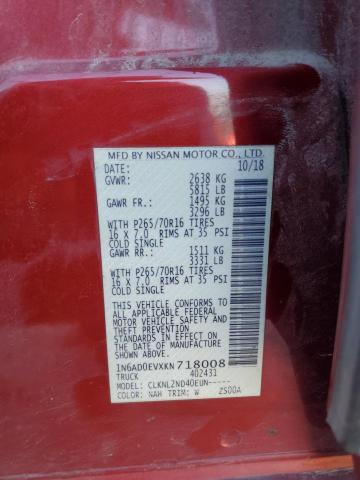 MFD BY NISSAN MOTOR CO., LTD.
DATE: 10/18
GVWR: 2638 KG
5815 LB
GAWR FR.: 1495 KG
3296 LB
WITH P265/70R16 TIRES
16 X 7.0 RIMS AT 35 PSI
COLD SINGLE
GAWR RR.: 1511 KG
3331 LB
WITH P265/70R16 TIRES
16 X 7.0 RIMS AT 35 PSI
COLD SINGLE
THIS VEHICLE CONFORMS TO
ALL APPLICABLE FEDERAL
MOTOR VEHICLE SAFETY
AND THEFT PREVENTION
STANDARDS IN EFFECT ON
THE DATE OF MANUFACTURE
SHOWN ABOVE.
1N6AD0EVXKN 718008
TRUCK 402431
MODEL: CLKNL2ND40EUN-----
COLOR: NAH TRIM: W ZS00A